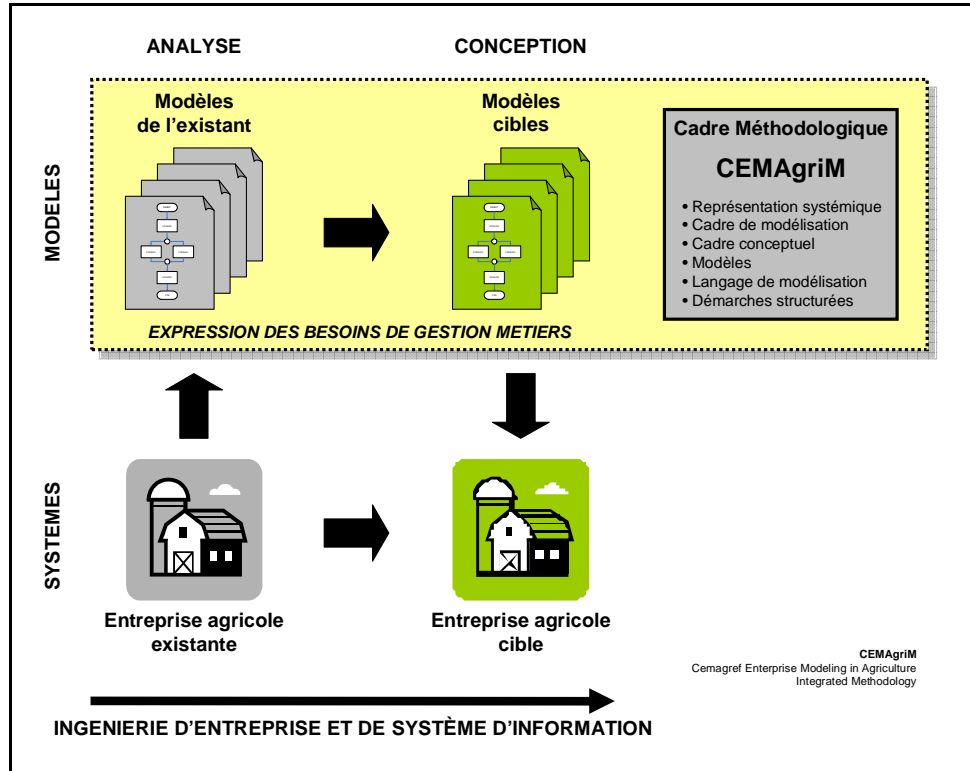 ANALYSE
CONCEPTION
MODELES
Modèles
de l'existant
Modèles
cibles
EXPRESSION DES BESOINS DE GESTION METIERS
Cadre Méthodologique
CEMAgriM
• Représentation systémique
• Cadre de modélisation
• Cadre conceptuel
• Modèles
• Langage de modélisation
• Démarches structurées
SYSTEMES
Entreprise agricole
existante
Entreprise agricole
cible
CEMAgriM
Cemagref Enterprise Modeling in Agriculture
Integrated Methodology
INGENIERIE D'ENTREPRISE ET DE SYSTÈME D'INFORMATION